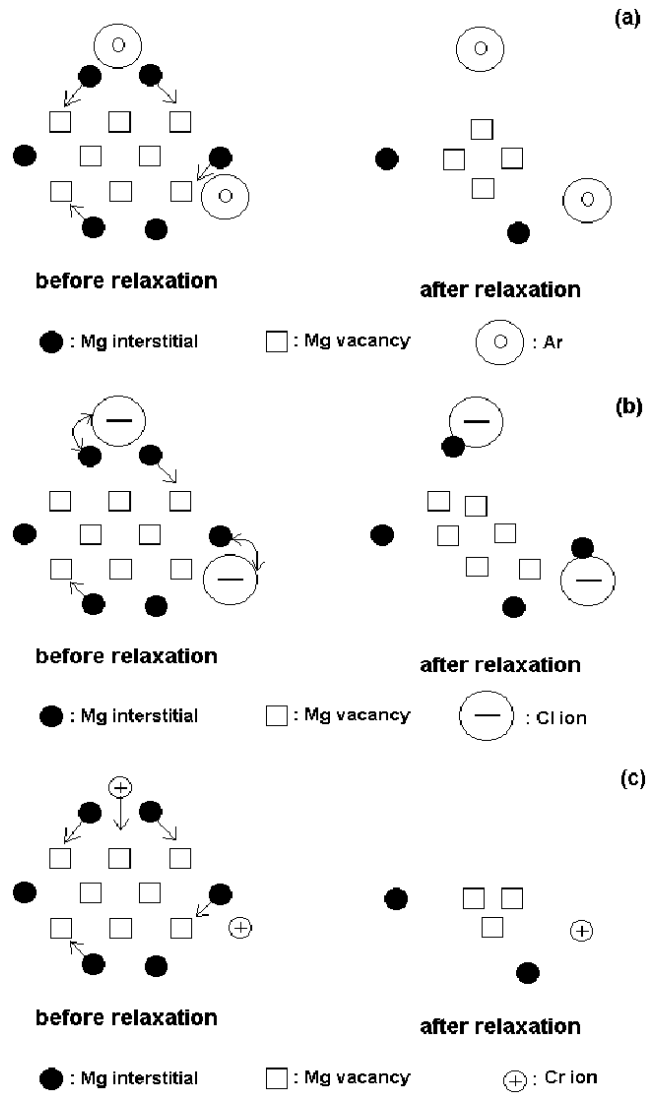 (a)
before relaxation
after relaxation
: Mg interstitial : Mg vacancy : Ar
(b)
before relaxation
after relaxation
: Mg interstitial : Mg vacancy : Cl ion
(c)
before relaxation
after relaxation
: Mg interstitial : Mg vacancy : Cr ion